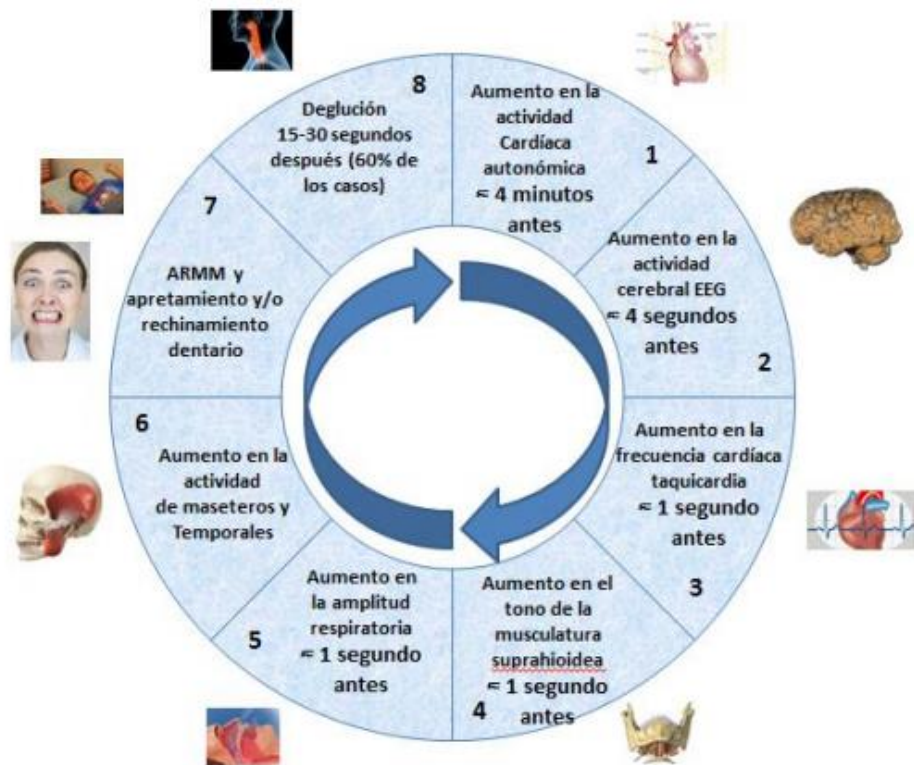 1
Aumento en la
actividad
Cardíaca
autonómica
≈ 4 minutos
antes
2
Aumento en la
actividad
cerebral EEG
≈ 4 segundos
antes
3
Aumento en la
frecuencia cardíaca
taquicardia
≈ 1 segundo
antes
4
Aumento en el
tono de la
musculatura
suprahioidea
≈ 1 segundo
antes
5
Aumento en
la amplitud
respiratoria
≈ 1 segundo
antes
6
Aumento en la
actividad
de maseteros y
Temporales
7
ARMM y
apretamiento y/o
rechinamiento
dentario
8
Deglución
15-30 segundos
después (60% de
los casos)